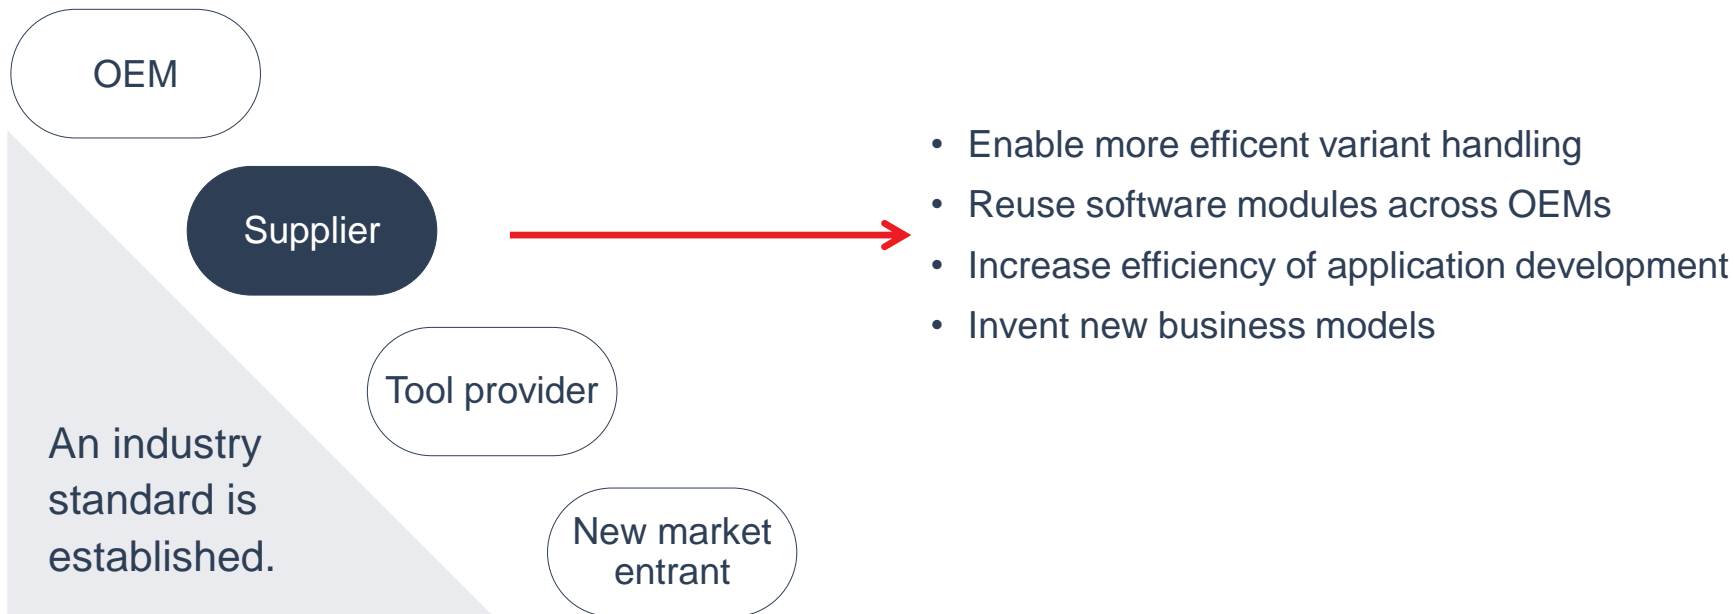 OEM
Supplier
Tool provider
New market
entrant
An industry
standard is
established.
• Enable more efficent variant handling
• Reuse software modules across OEMs
• Increase efficiency of application development
• Invent new business models